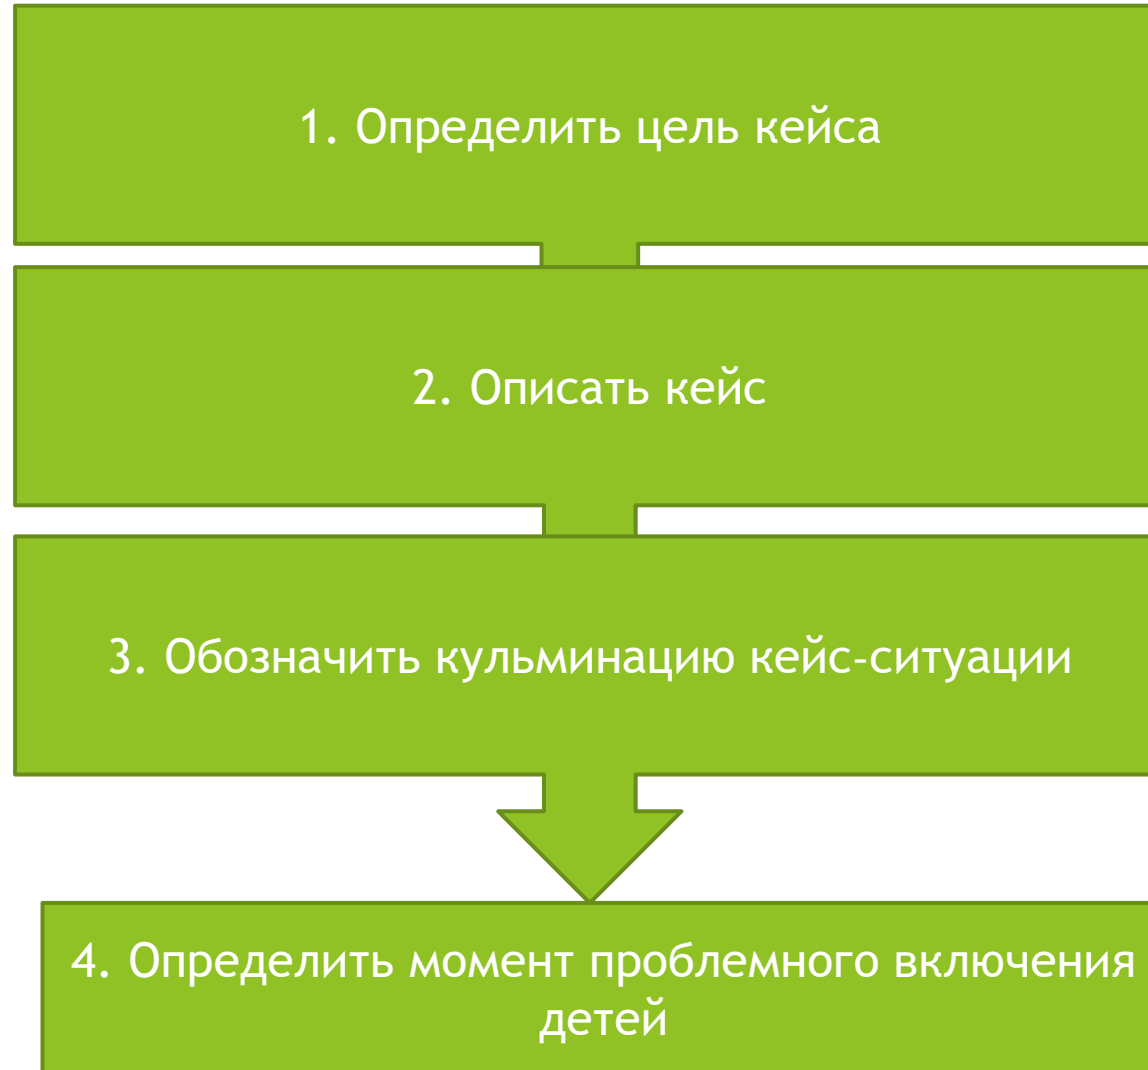 1. Определить цель кейса
2. Описать кейс
3. Обозначить кульминацию кейс-ситуации
4. Определить момент проблемного включения
детей